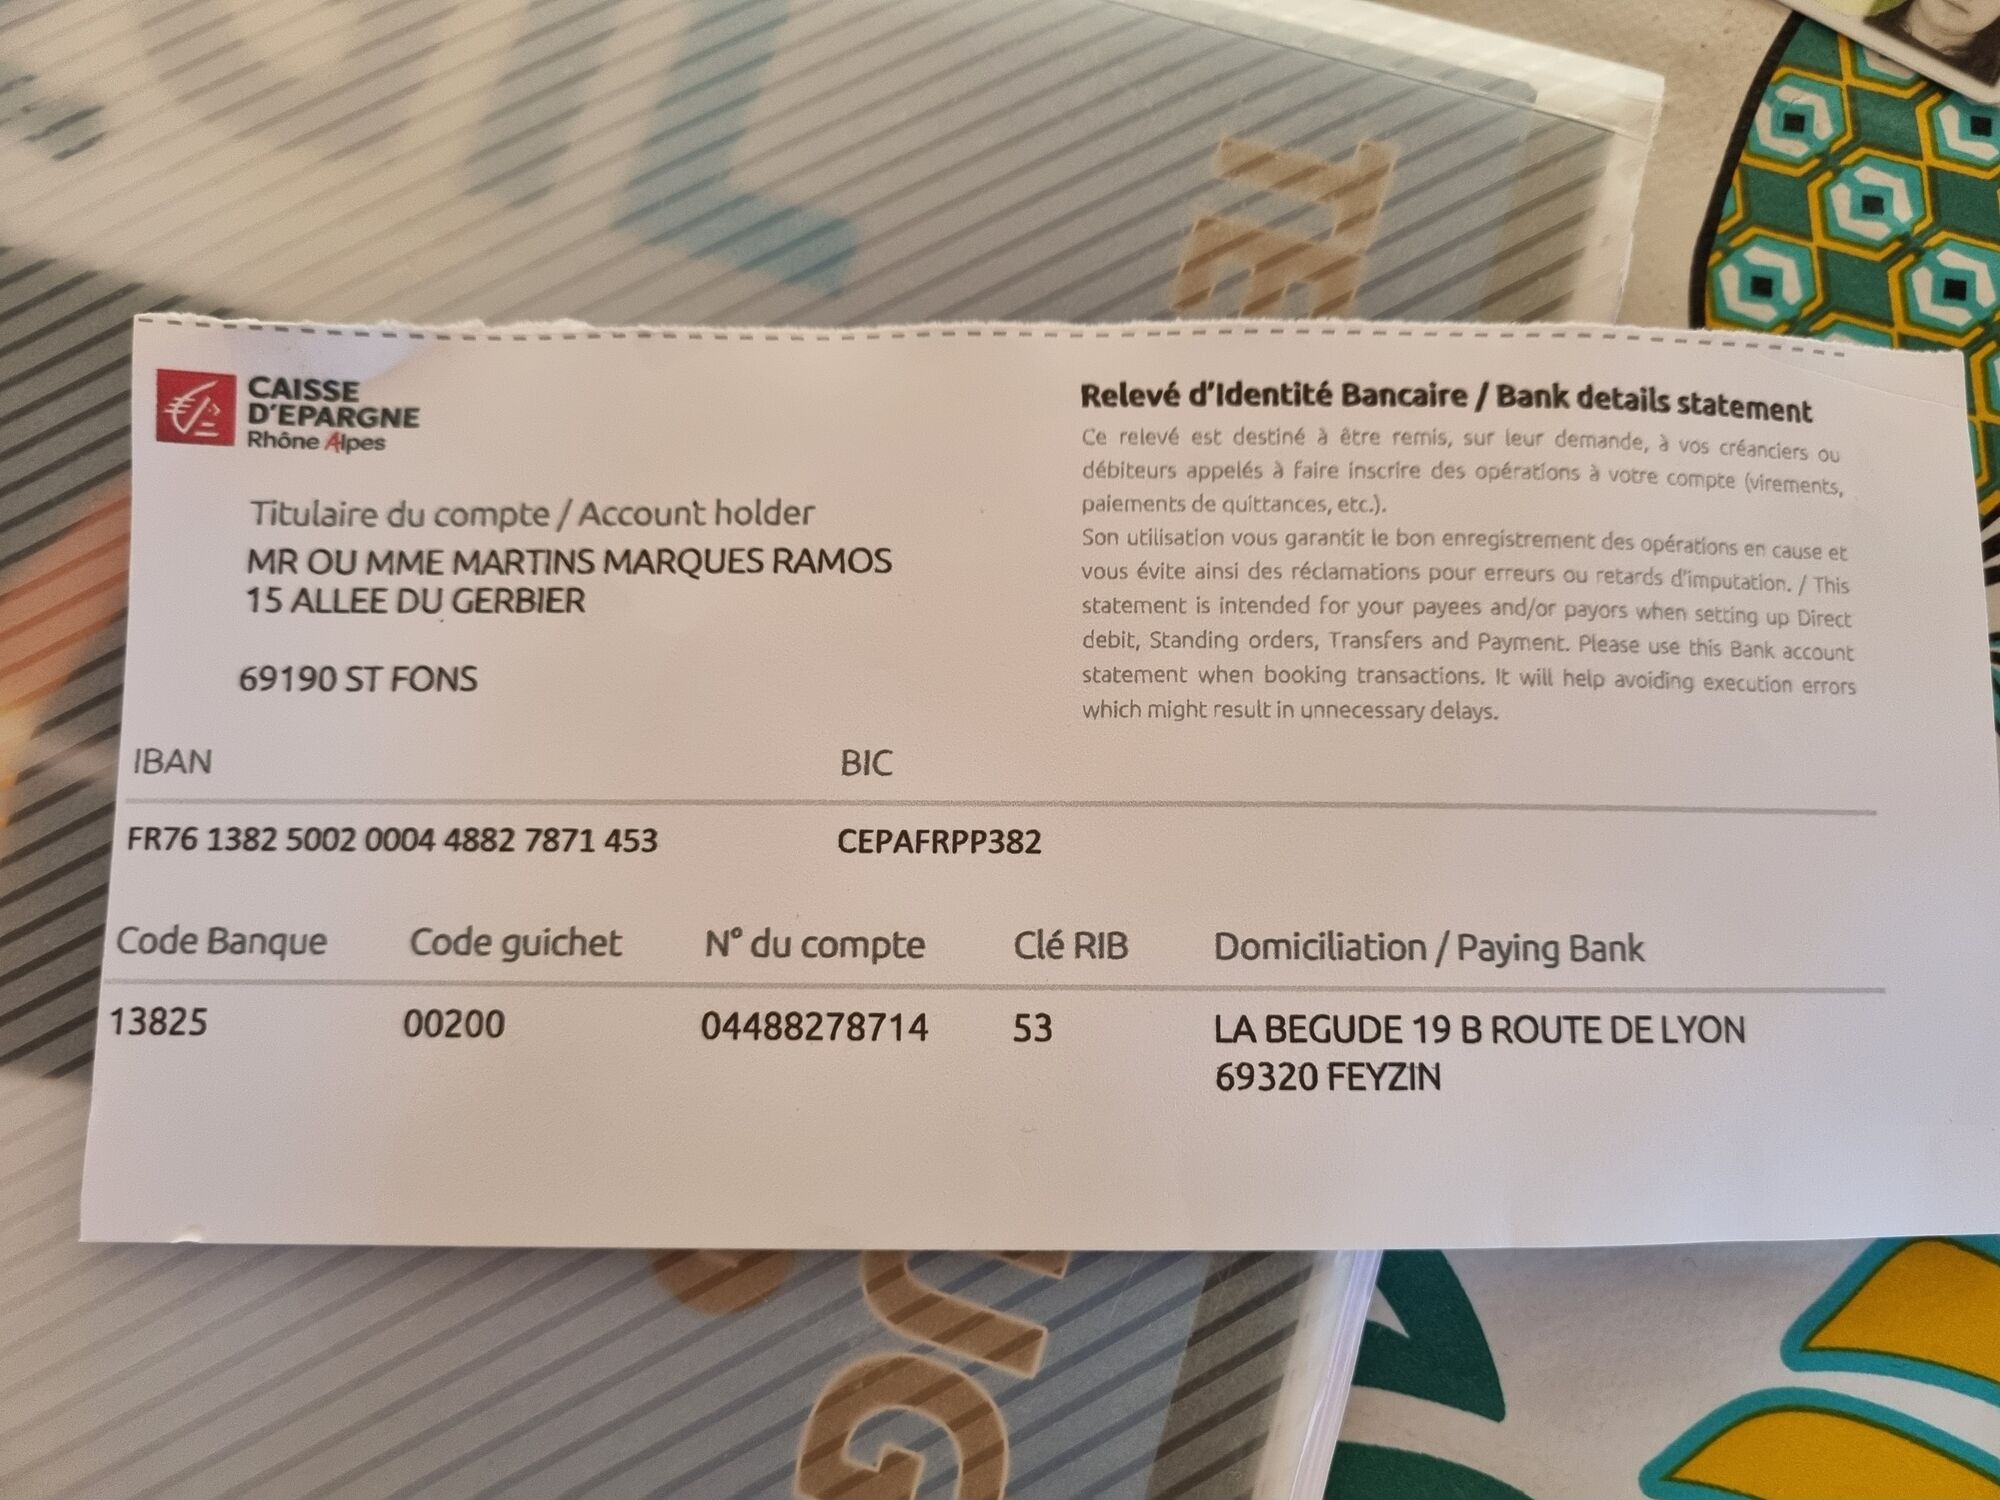 CAISSE
D'EPARGNE
Rhône Alpes
Titulaire du compte / Account holder
MR OU MME MARTINS MARQUES RAMOS
15 ALLEE DU GERBIER
69190 ST FONS
Relevé d'Identité Bancaire / Bank details statement
Ce relevé est destiné à être remis, sur leur demande, à vos créanciers ou
débiteurs appelés à faire inscrire des opérations à votre compte (virements,
paiements de quittances, etc.).
Son utilisation vous garantit le bon enregistrement des opérations en cause et
vous évite ainsi des réclamations pour erreurs ou retards d'imputation. / This
statement is intended for your payees and/or payors when setting up Direct
debit, Standing orders, Transfers and Payment. Please use this Bank account
statement when booking transactions. It will help avoiding execution errors
which might result in unnecessary delays.
IBAN BIC
FR76 1382 5002 0004 4882 7871 453 CEPAFRPP382
Code Banque Code guichet N° du compte Clé RIB Domiciliation / Paying Bank
13825 00200 04488278714 53 LA BEGUDE 19 B ROUTE DE LYON
69320 FEYZIN